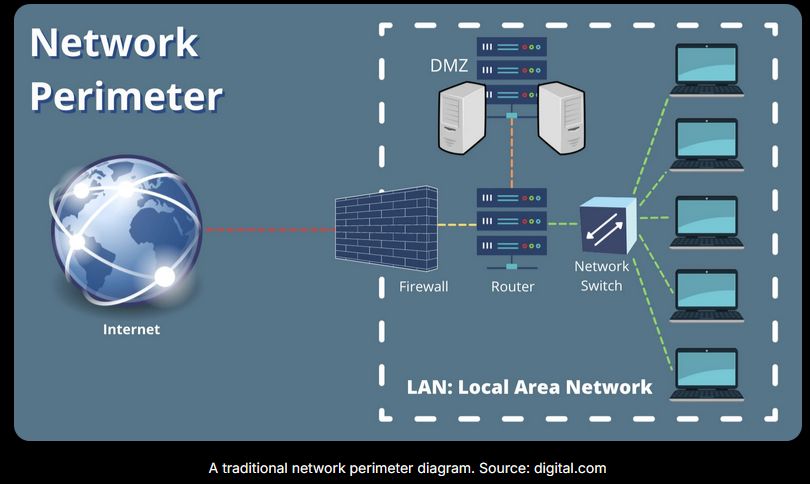 Network
Perimeter
DMZ
Firewall
Router
Network
Switch
Internet
LAN: Local Area Network
A traditional network perimeter diagram. Source: digital.com